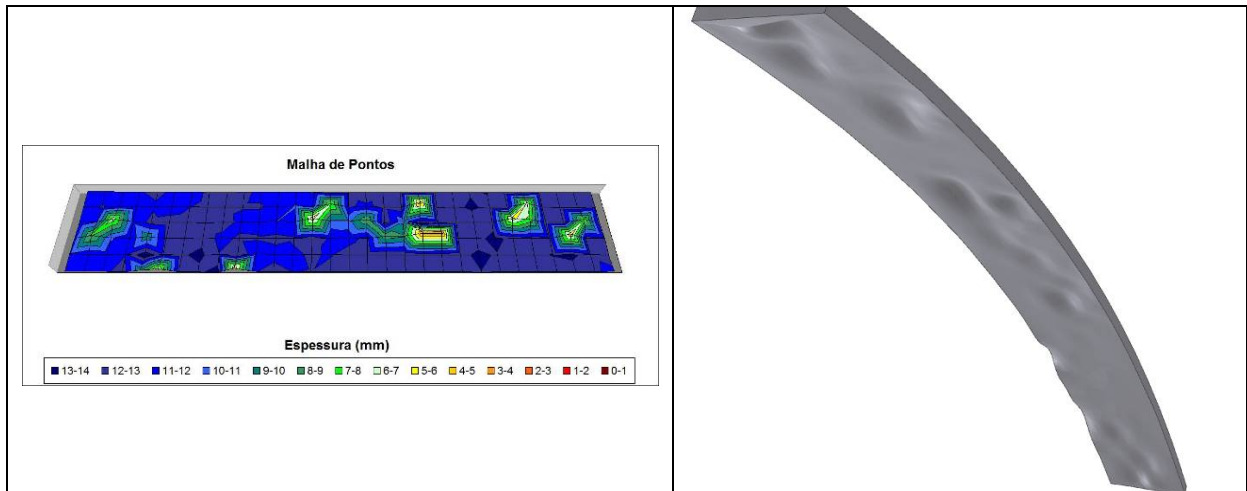 Malha de Pontos
Espessura (mm)
13-14 12-13 11-12 10-11 9-10 8-9 7-8 6-7 5-6 4-5 3-4 2-3 1-2 0-1